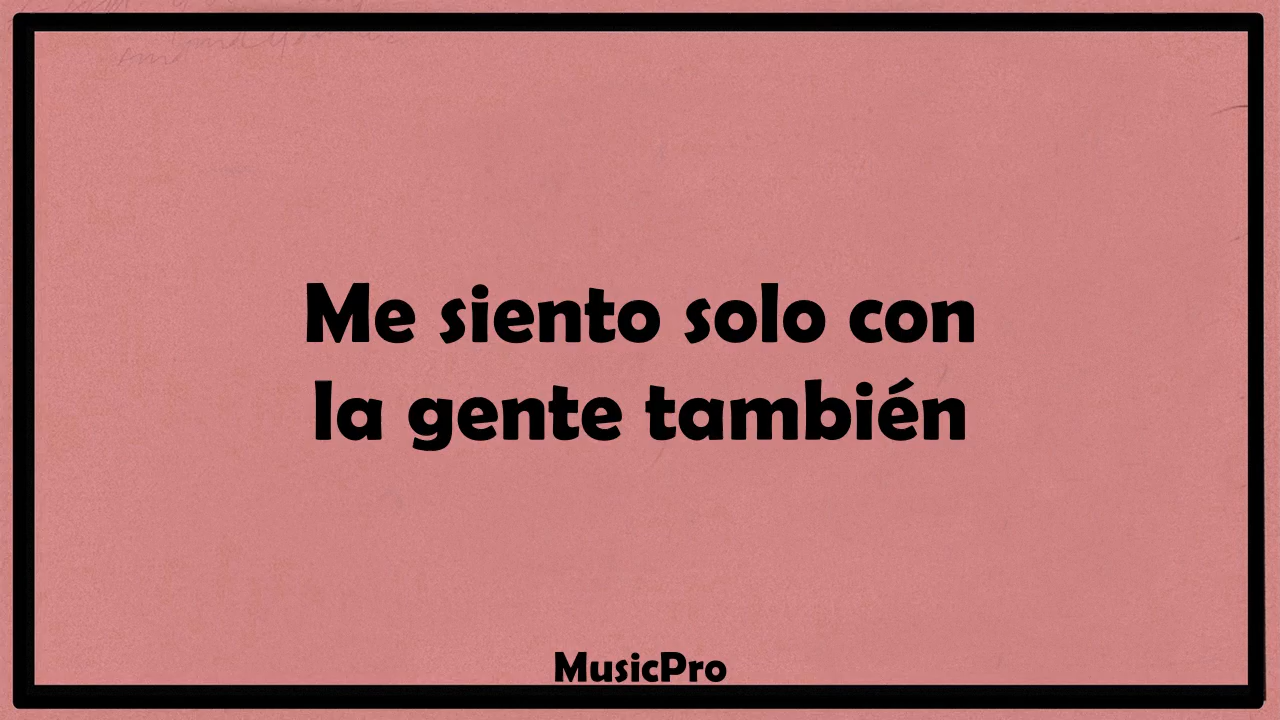 Me siento solo con
la gente también
MusicPro